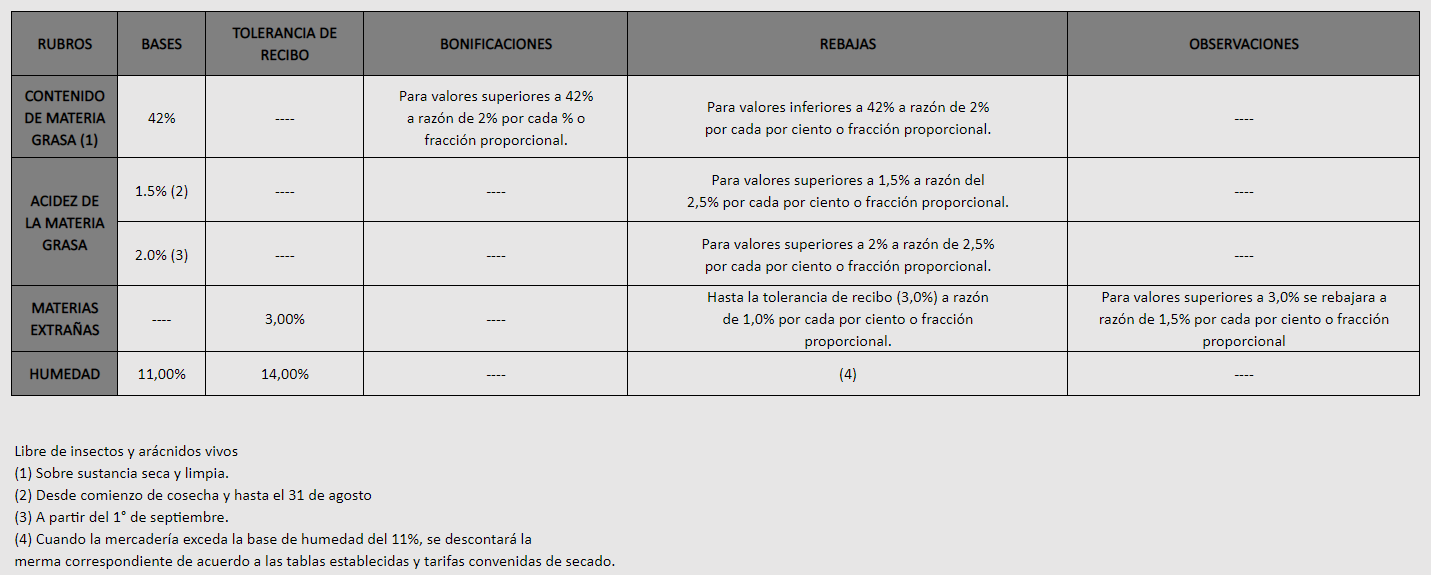 RUBROS
BASES
TOLERANCIA DE
RECIBO
BONIFICACIONES
REBAJAS
OBSERVACIONES
CONTENIDO
DE MATERIA
GRASA (1)
42%
----
Para valores superiores a 42%
a razón de 2% por cada % o
fracción proporcional.
Para valores inferiores a 42% a razón de 2%
por cada por ciento o fracción proporcional.
----
ACIDEZ DE
LA MATERIA
GRASA
1.5% (2)
----
----
Para valores superiores a 1,5% a razón del
2,5% por cada por ciento o fracción proporcional.
----
2.0% (3)
----
----
Para valores superiores a 2% a razón de 2,5%
por cada por ciento o fracción proporcional.
----
MATERIAS
EXTRAÑAS
----
3,00%
----
Hasta la tolerancia de recibo (3,0%) a razón
de 1,0% por cada por ciento o fracción
proporcional.
Para valores superiores a 3,0% se rebajara a
razón de 1,5% por cada por ciento o fracción
proporcional
HUMEDAD
11,00%
14,00%
----
(4)
----
Libre de insectos y arácnidos vivos
(1) Sobre sustancia seca y limpia.
(2) Desde comienzo de cosecha y hasta el 31 de agosto
(3) A partir del 1° de septiembre.
(4) Cuando la mercadería exceda la base de humedad del 11%, se descontará la
merma correspondiente de acuerdo a las tablas establecidas y tarifas convenidas de secado.